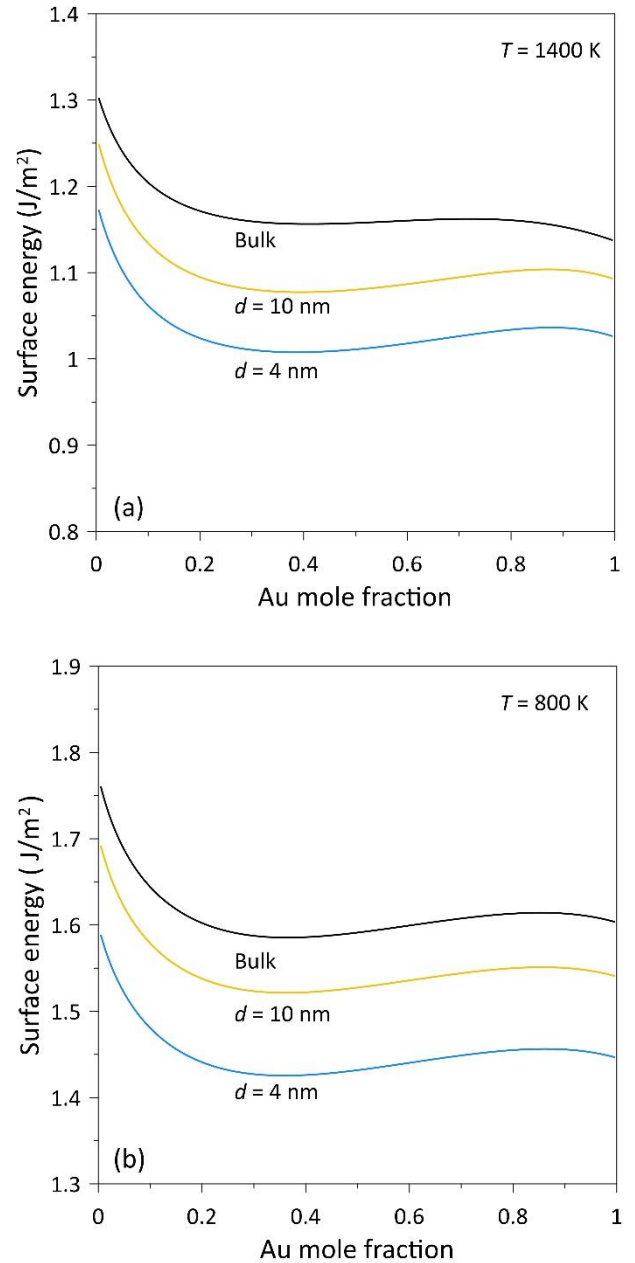 1.4
T = 1400 K
1.3
1.2
Bulk
1.1
d = 10 nm
1
d = 4 nm
0.9
(a)
0.8
0 0.2 0.4 0.6 0.8 1
Au mole fraction
Surface energy (J/m²)
1.9
T = 800 K
1.8
1.7
1.6
Bulk
1.5
d = 10 nm
1.4
d = 4 nm
(b)
1.3
0 0.2 0.4 0.6 0.8 1
Au mole fraction
Surface energy ( J/m²)